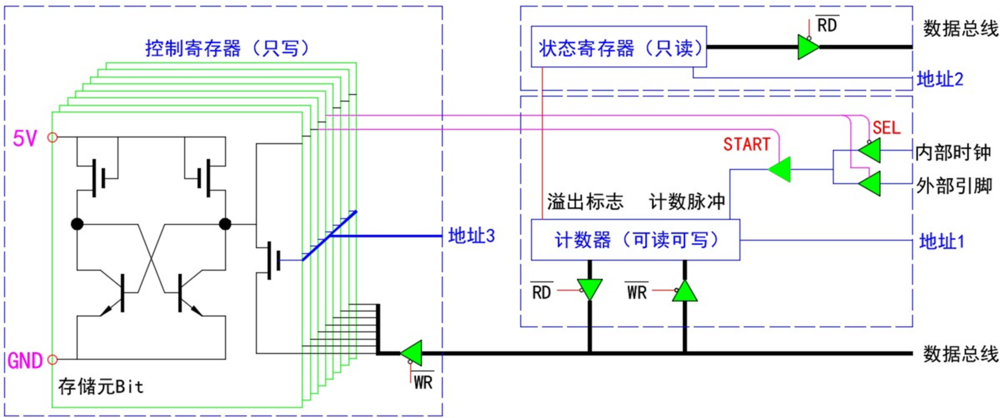 控制寄存器（只写）
5V
地址3
GND
存储元Bit
WR
状态寄存器（只读）
RD
数据总线
地址2
SEL
START
内部时钟
外部引脚
溢出标志
计数脉冲
计数器（可读可写）
地址1
RD
WR
数据总线